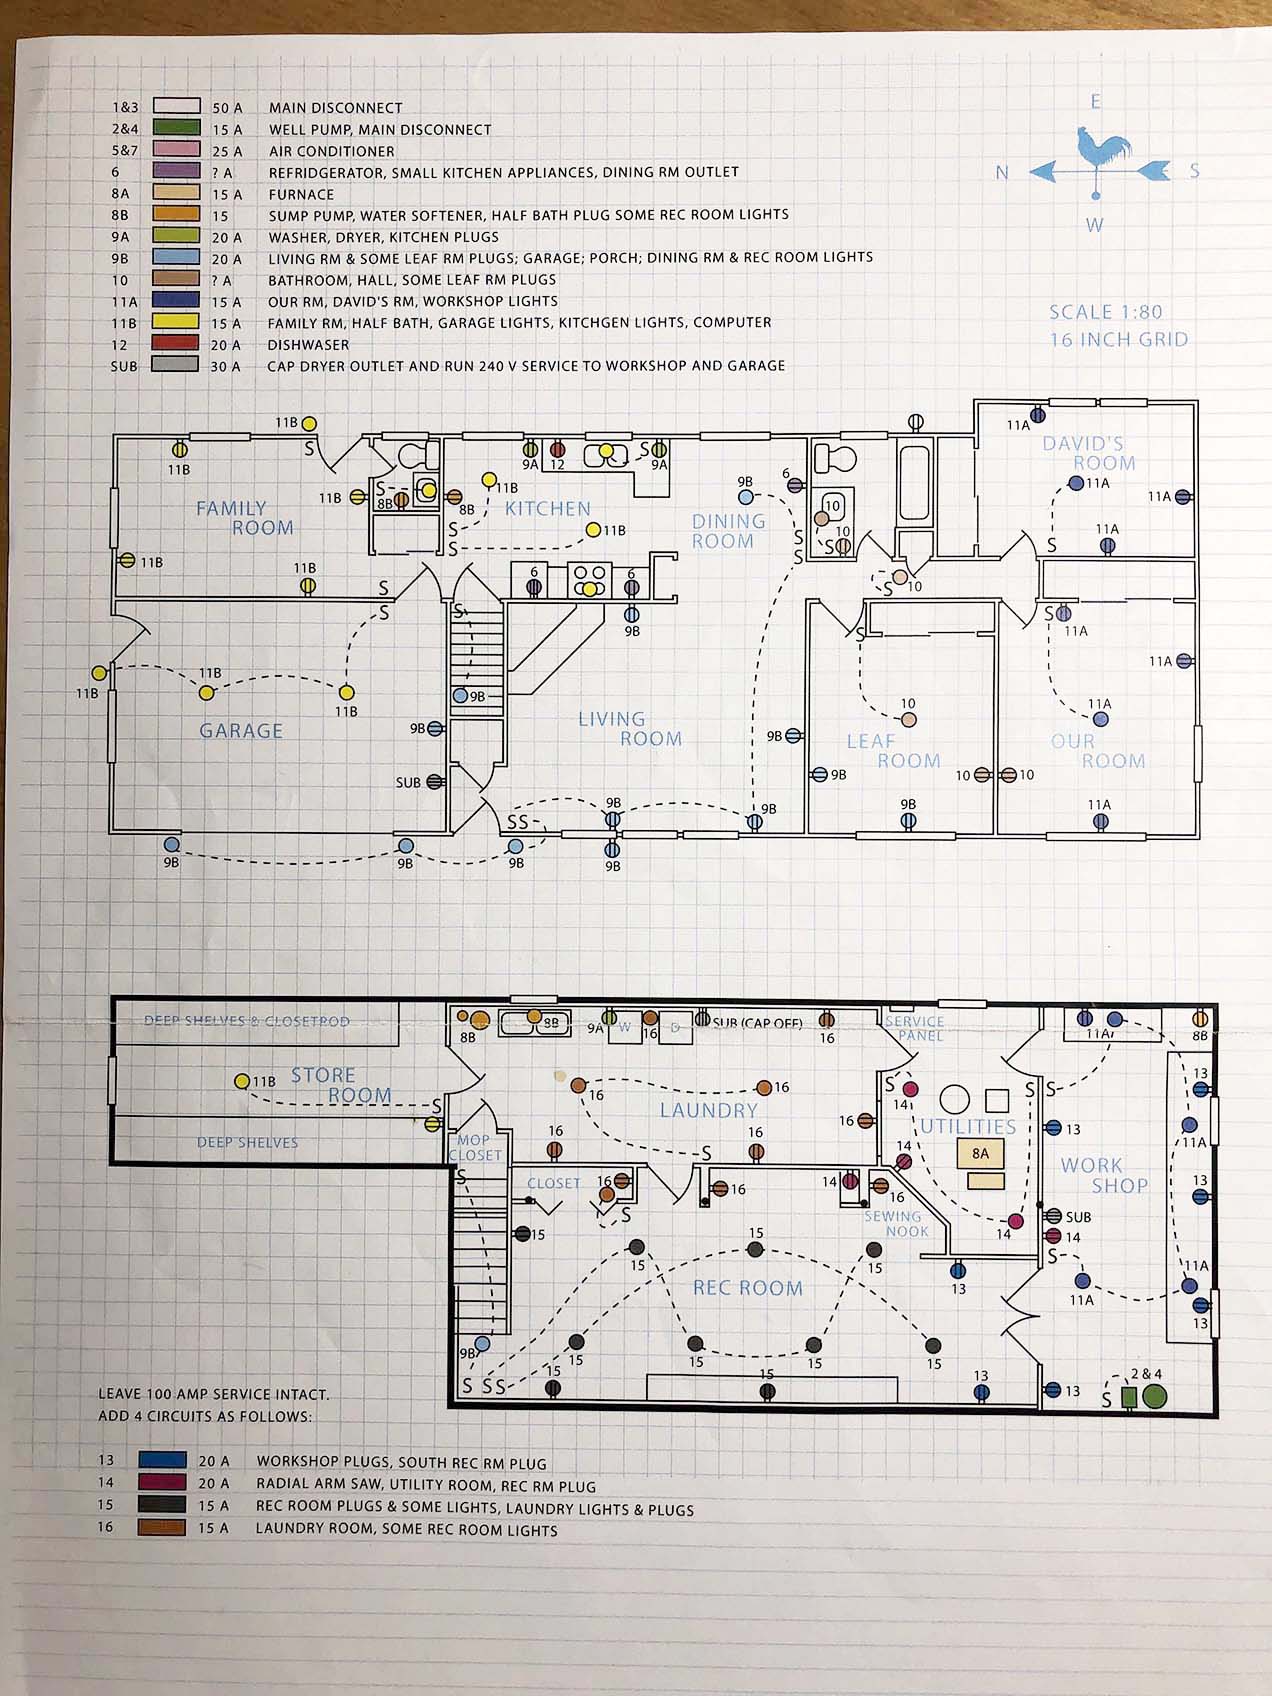 1&3 50 A MAIN DISCONNECT
2&4 15 A WELL PUMP, MAIN DISCONNECT
5&7 25 A AIR CONDITIONER
6 ? A REFRIDGERATOR, SMALL KITCHEN APPLIANCES, DINING RM OUTLET
8A 15 A FURNACE
8B 15 SUMP PUMP, WATER SOFTENER, HALF BATH PLUG SOME REC ROOM LIGHTS
9A 20 A WASHER, DRYER, KITCHEN PLUGS
9B 20 A LIVING RM & SOME LEAF RM PLUGS; GARAGE; PORCH; DINING RM & REC ROOM LIGHTS
10 ? A BATHROOM, HALL, SOME LEAF RM PLUGS
11A 15 A OUR RM, DAVID'S RM, WORKSHOP LIGHTS
11B 15 A FAMILY RM, HALF BATH, GARAGE LIGHTS, KITCHGEN LIGHTS, COMPUTER
12 20 A DISHWASER
SUB 30 A CAP DRYER OUTLET AND RUN 240 V SERVICE TO WORKSHOP AND GARAGE
E
N S
W
SCALE 1:80
16 INCH GRID
11B
S
11B
11B
FAMILY
ROOM
11B
11B
S
S
8B
8B
9A
12
S
9A
11B
KITCHEN
11B
S
S
6
6
9B
9B
DINING
ROOM
6
S
S
10
10
S
S
10
11A
DAVID'S
ROOM
11A
11A
11A
S
S
11B
11B
11B
GARAGE
9B
SUB
S
9B
LIVING
ROOM
9B
SS
9B
9B
9B
9B
9B
9B
9B
S
10
LEAF
ROOM
9B
10
9B
S
11A
11A
11A
OUR
ROOM
10
11A
DEEP SHELVES & CLOSETROD
STORE
ROOM
11B
S
DEEP SHELVES
8B
8B
9A
W
16
D
SUB (CAP OFF)
16
16
16
LAUNDRY
16
16
16
S
MOP
CLOSET
SERVICE
PANEL
S
14
UTILITIES
S
8A
14
14
11A
8B
S
13
11A
13
WORK
SHOP
13
SUB
14
S
11A
11A
13
13
2 & 4
S
S
CLOSET
16
S
16
14
16
SEWING
NOOK
15
15
15
15
REC ROOM
13
9B
15
15
15
15
S SS
15
15
13
LEAVE 100 AMP SERVICE INTACT.
ADD 4 CIRCUITS AS FOLLOWS:
13 20 A WORKSHOP PLUGS, SOUTH REC RM PLUG
14 20 A RADIAL ARM SAW, UTILITY ROOM, REC RM PLUG
15 15 A REC ROOM PLUGS & SOME LIGHTS, LAUNDRY LIGHTS & PLUGS
16 15 A LAUNDRY ROOM, SOME REC ROOM LIGHTS